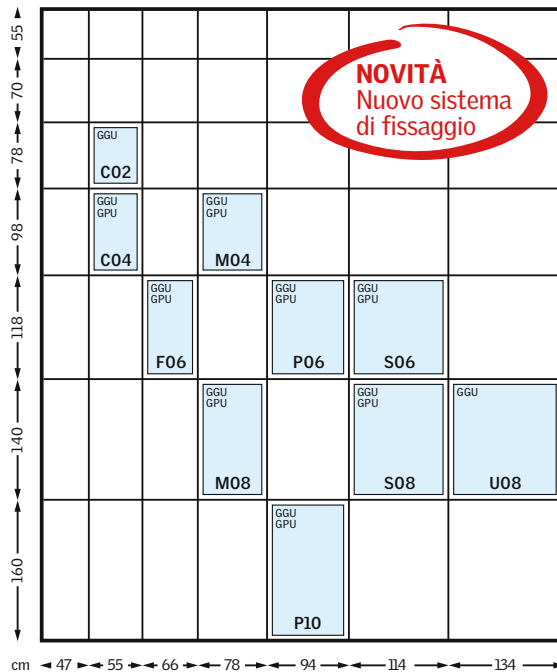 55
NOVITÀ
Nuovo sistema
di fissaggio
70
78
GGU
C02
98
GGU
GPU
C04
GGU
GPU
M04
118
GGU
GPU
F06
GGU
GPU
P06
GGU
GPU
S06
140
GGU
GPU
M08
GGU
GPU
S08
GGU
U08
160
GGU
GPU
P10
cm 47 55 66 78 94 114 134